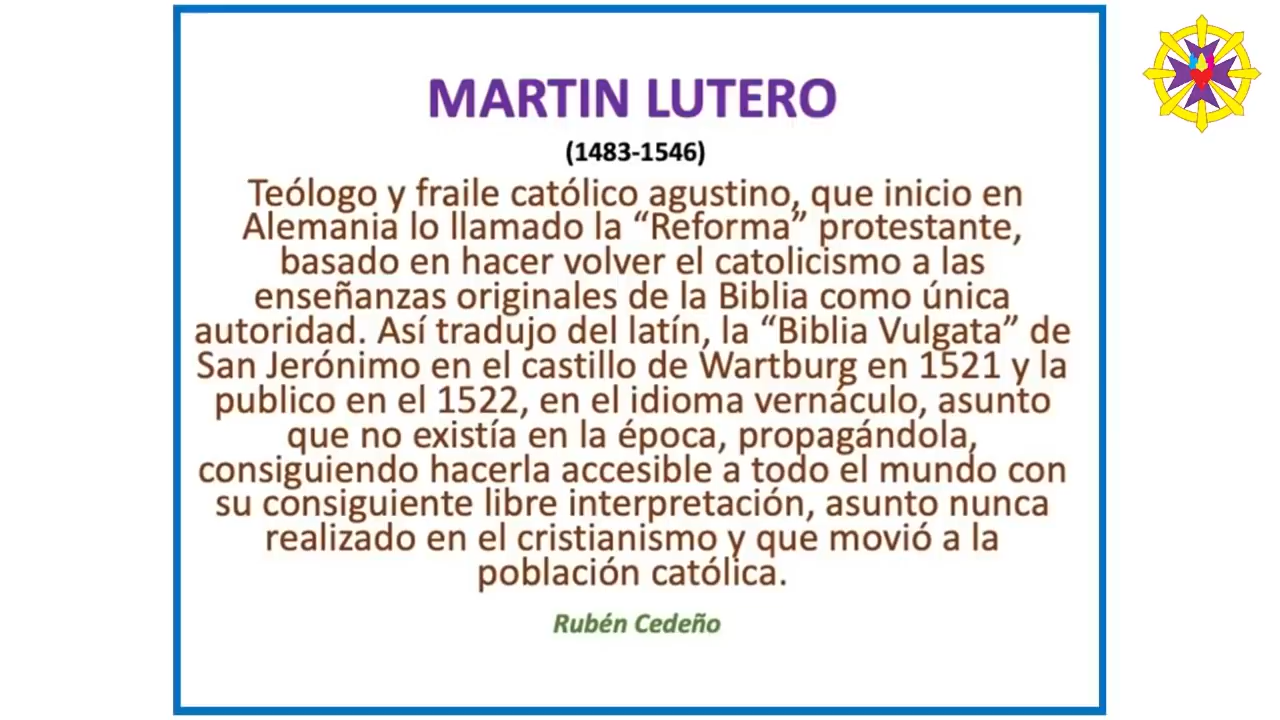 MARTIN LUTERO
(1483-1546)
Teólogo y fraile católico agustino, que inicio en
Alemania lo llamado la “Reforma” protestante,
basado en hacer volver el catolicismo a las
enseñanzas originales de la Biblia como única
autoridad. Así tradujo del latín, la “Biblia Vulgata” de
San Jerónimo en el castillo de Wartburg en 1521 y la
publico en el 1522, en el idioma vernáculo, asunto
que no existía en la época, propagándola,
consiguiendo hacerla accesible a todo el mundo con
su consiguiente libre interpretación, asunto nunca
realizado en el cristianismo y que movió a la
población católica.
Rubén Cedeño